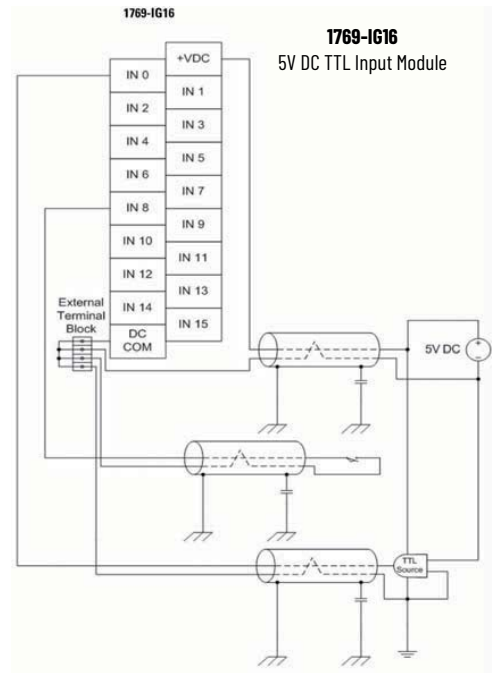 1769-IG16
1769-IG16
5V DC TTL Input Module
+VDC
IN 0
IN 1
IN 2
IN 3
IN 4
IN 5
IN 6
IN 7
IN 8
IN 9
IN 10
IN 11
IN 12
IN 13
IN 14
IN 15
DC
COM
External
Terminal
Block
5V DC
+
-
TTL
Source